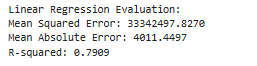 Linear Regression Evaluation:
Mean Squared Error: 33342497.8270
Mean Absolute Error: 4011.4497
R-squared: 0.7909